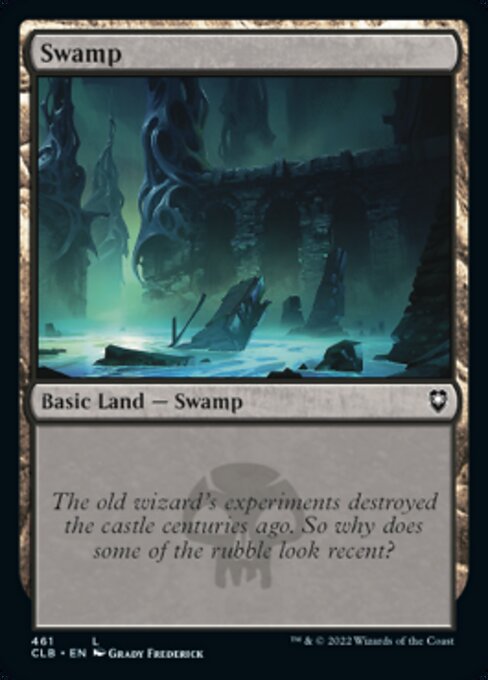 Swamp
Basic Land — Swamp
The old wizard's experiments destroyed
the castle centuries ago. So why does
some of the rubble look recent?
461 L
CLB • EN Grady Frederick
™ & © 2022 Wizards of the Coast